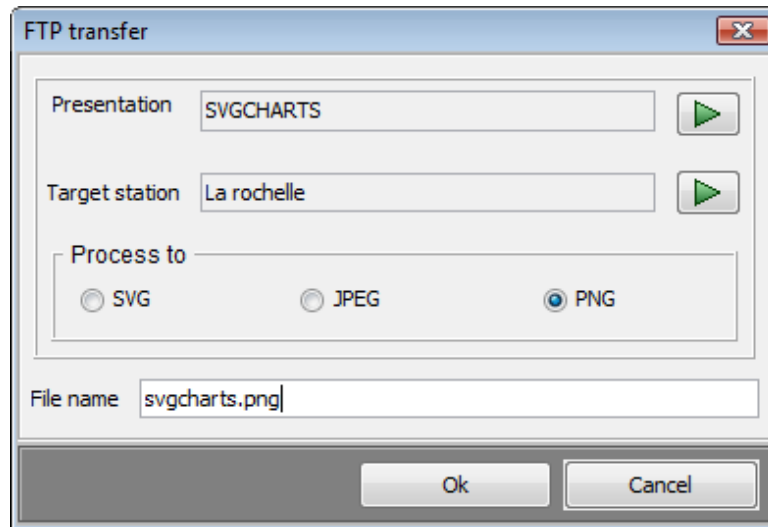 FTP transfer
Presentation SVGCHARTS
Target station La rochelle
Process to
SVG JPEG PNG
File name svgcharts.png
Ok Cancel